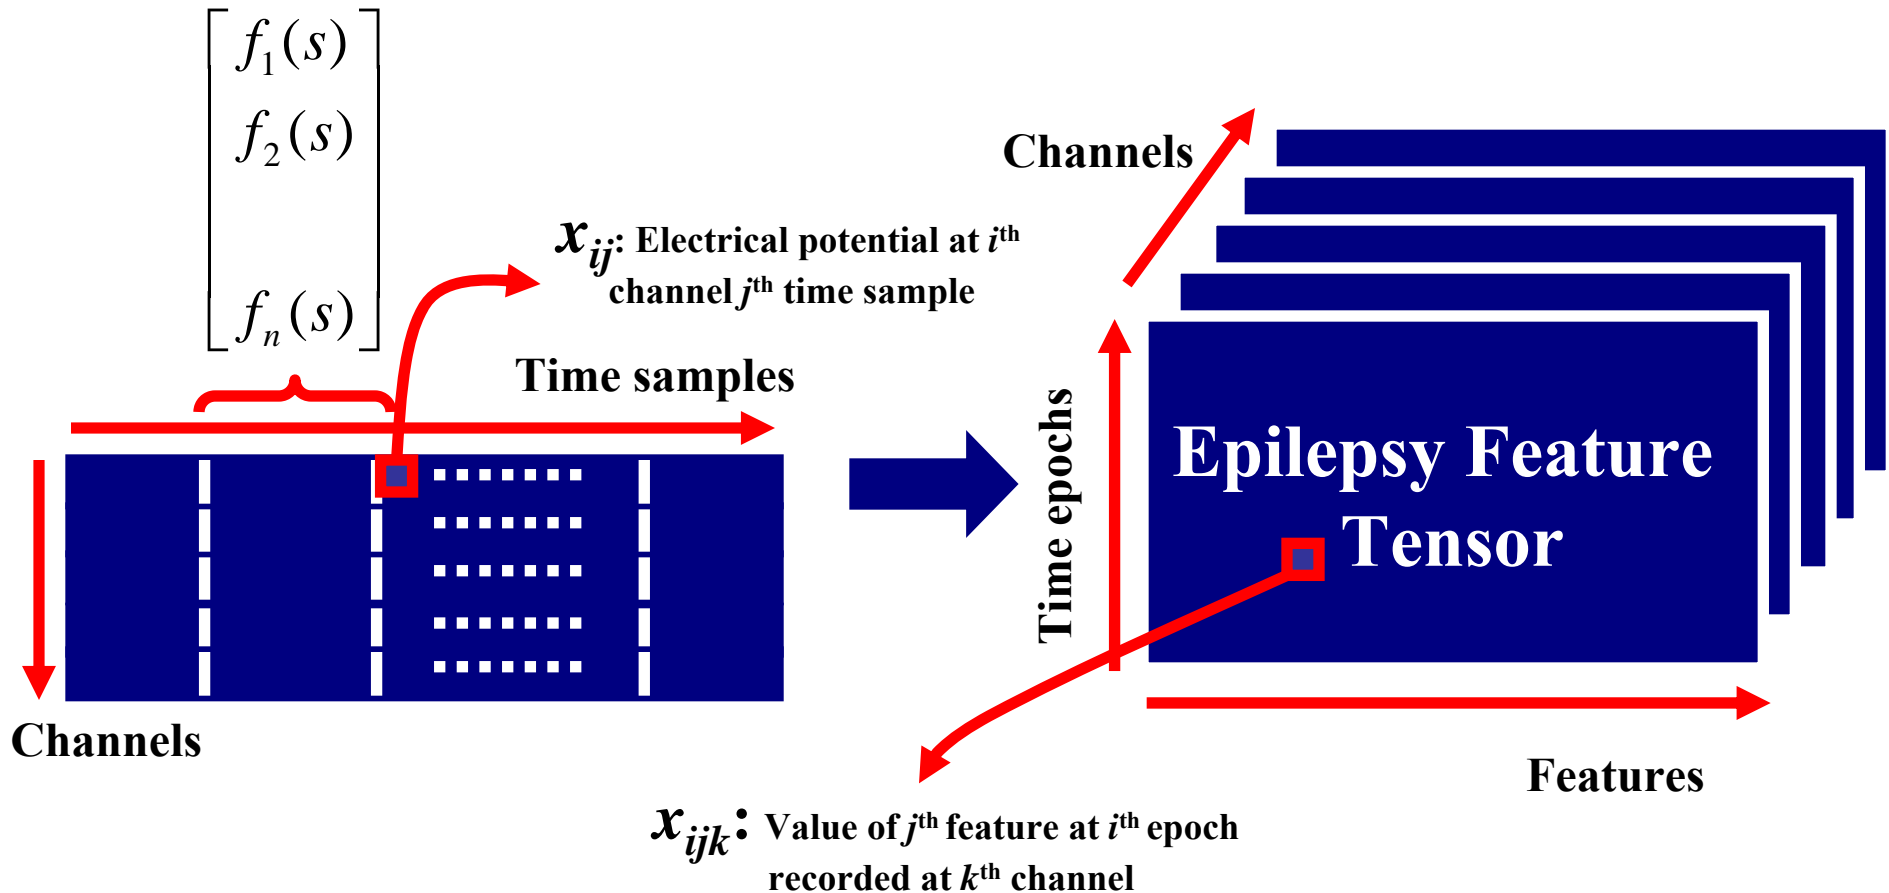 f1(s)
f2(s)
fn(s)
xij: Electrical potential at ith
channel jth time sample
Time samples
Channels
Channels
Time epochs
Epilepsy Feature
Tensor
Features
xijk: Value of jth feature at ith epoch
recorded at kth channel